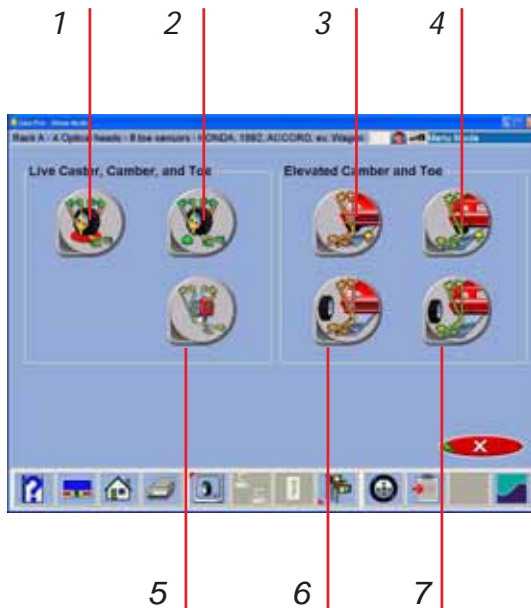 1 2 3 4
Rack A - 4 Optical heads - 8 toe sensors - HONDA, 1992, ACCORD, ex. Wagon
Live Caster, Camber, and Toe
Elevated Camber and Toe
5 6 7